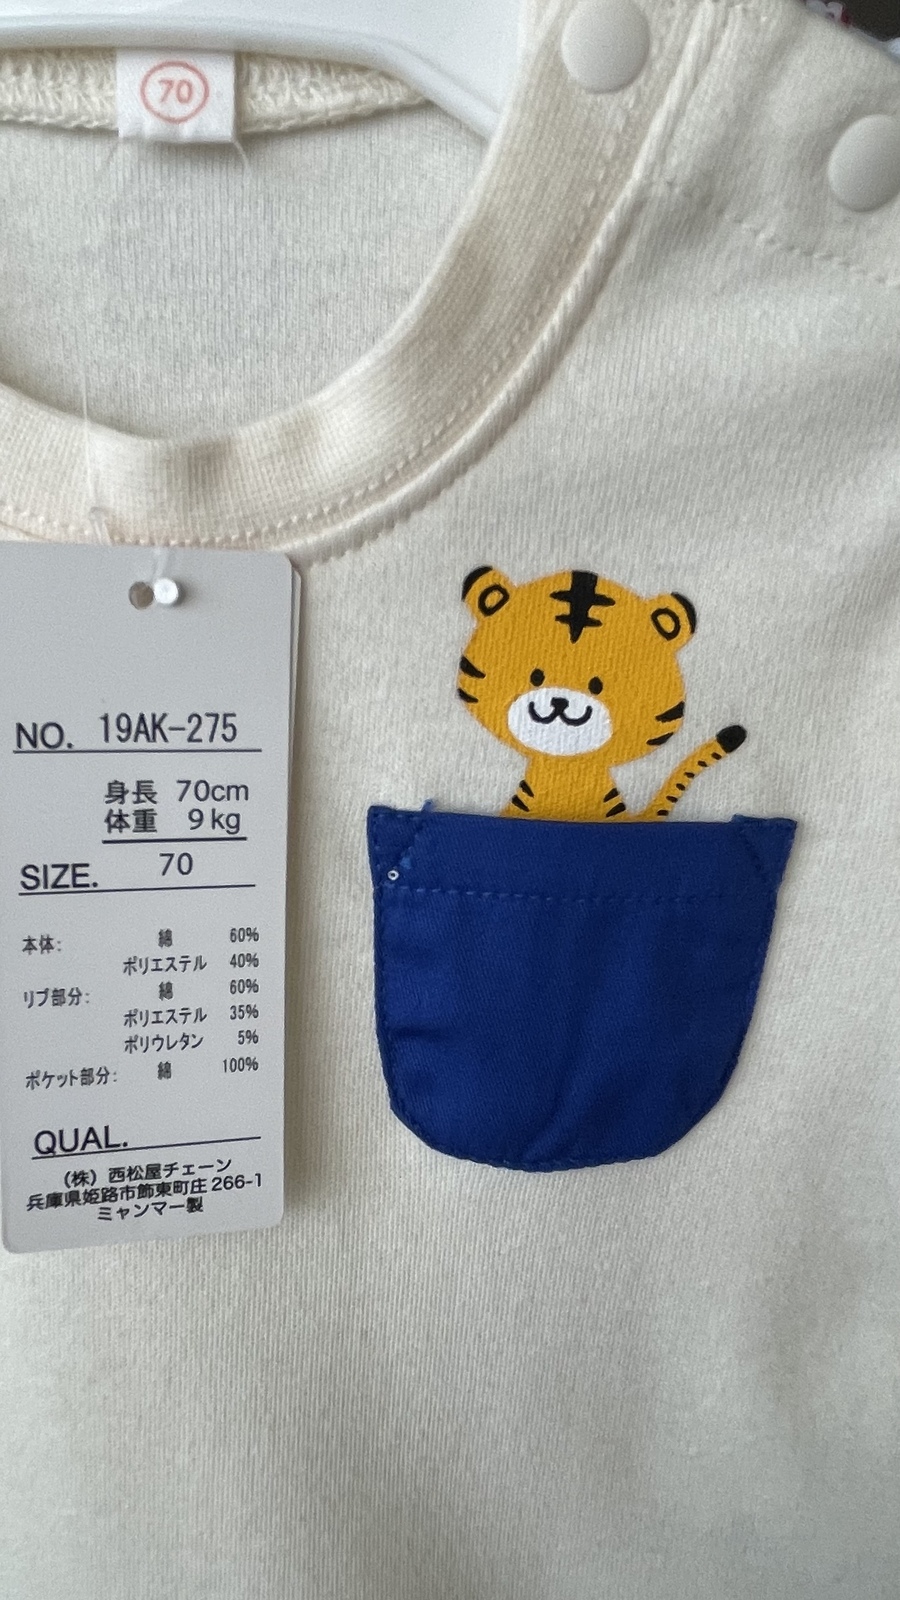 70
NO. 19AK-275
身長 70cm
体重 9kg
SIZE. 70
本体: 綿 60%
ポリエステル 40%
リブ部分: 綿 60%
ポリエステル 35%
ポリウレタン 5%
ポケット部分: 綿 100%
QUAL.
(株) 西松屋チェーン
兵庫県姫路市飾東町庄266-1
ミャンマー製